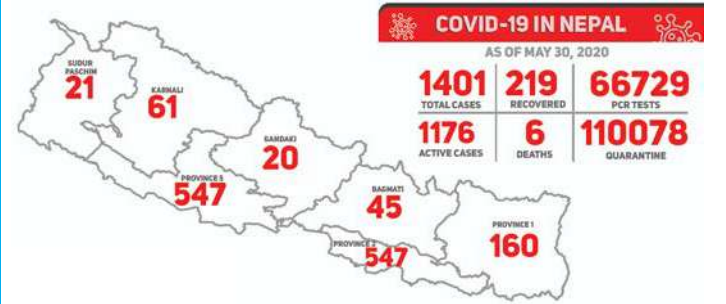 COVID-19 IN NEPAL
AS OF MAY 30, 2020
1401 219 66729
TOTAL CASES RECOVERED PCR TESTS
1176 6 110078
ACTIVE CASES DEATHS QUARANTINE
SUDUR
PASCHIM
21
KARNALI
61
GANDAKI
20
PROVINCE 5
547
BAGMATI
45
PROVINCE 1
160
PROVINCE 2
547